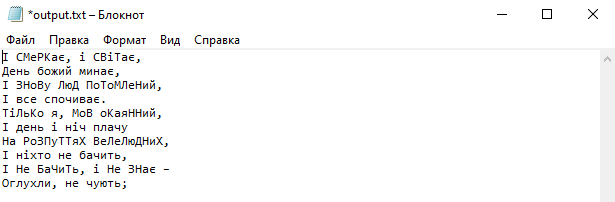 *output.txt – Блокнот
Файл Правка Формат Вид Справка
І СМеРКає, і СВіТає,
День божий минає,
І ЗНоВу ЛюД ПоТоМЛеНий,
І все спочиває.
ТіЛьКо я, МоВ оКаяННий,
І день і ніч плачу
На РоЗПуТТяХ ВеЛеЛюДНиХ,
І ніхто не бачить,
І Не БаЧиТь, і Не ЗНає –
Оглухли, не чують;